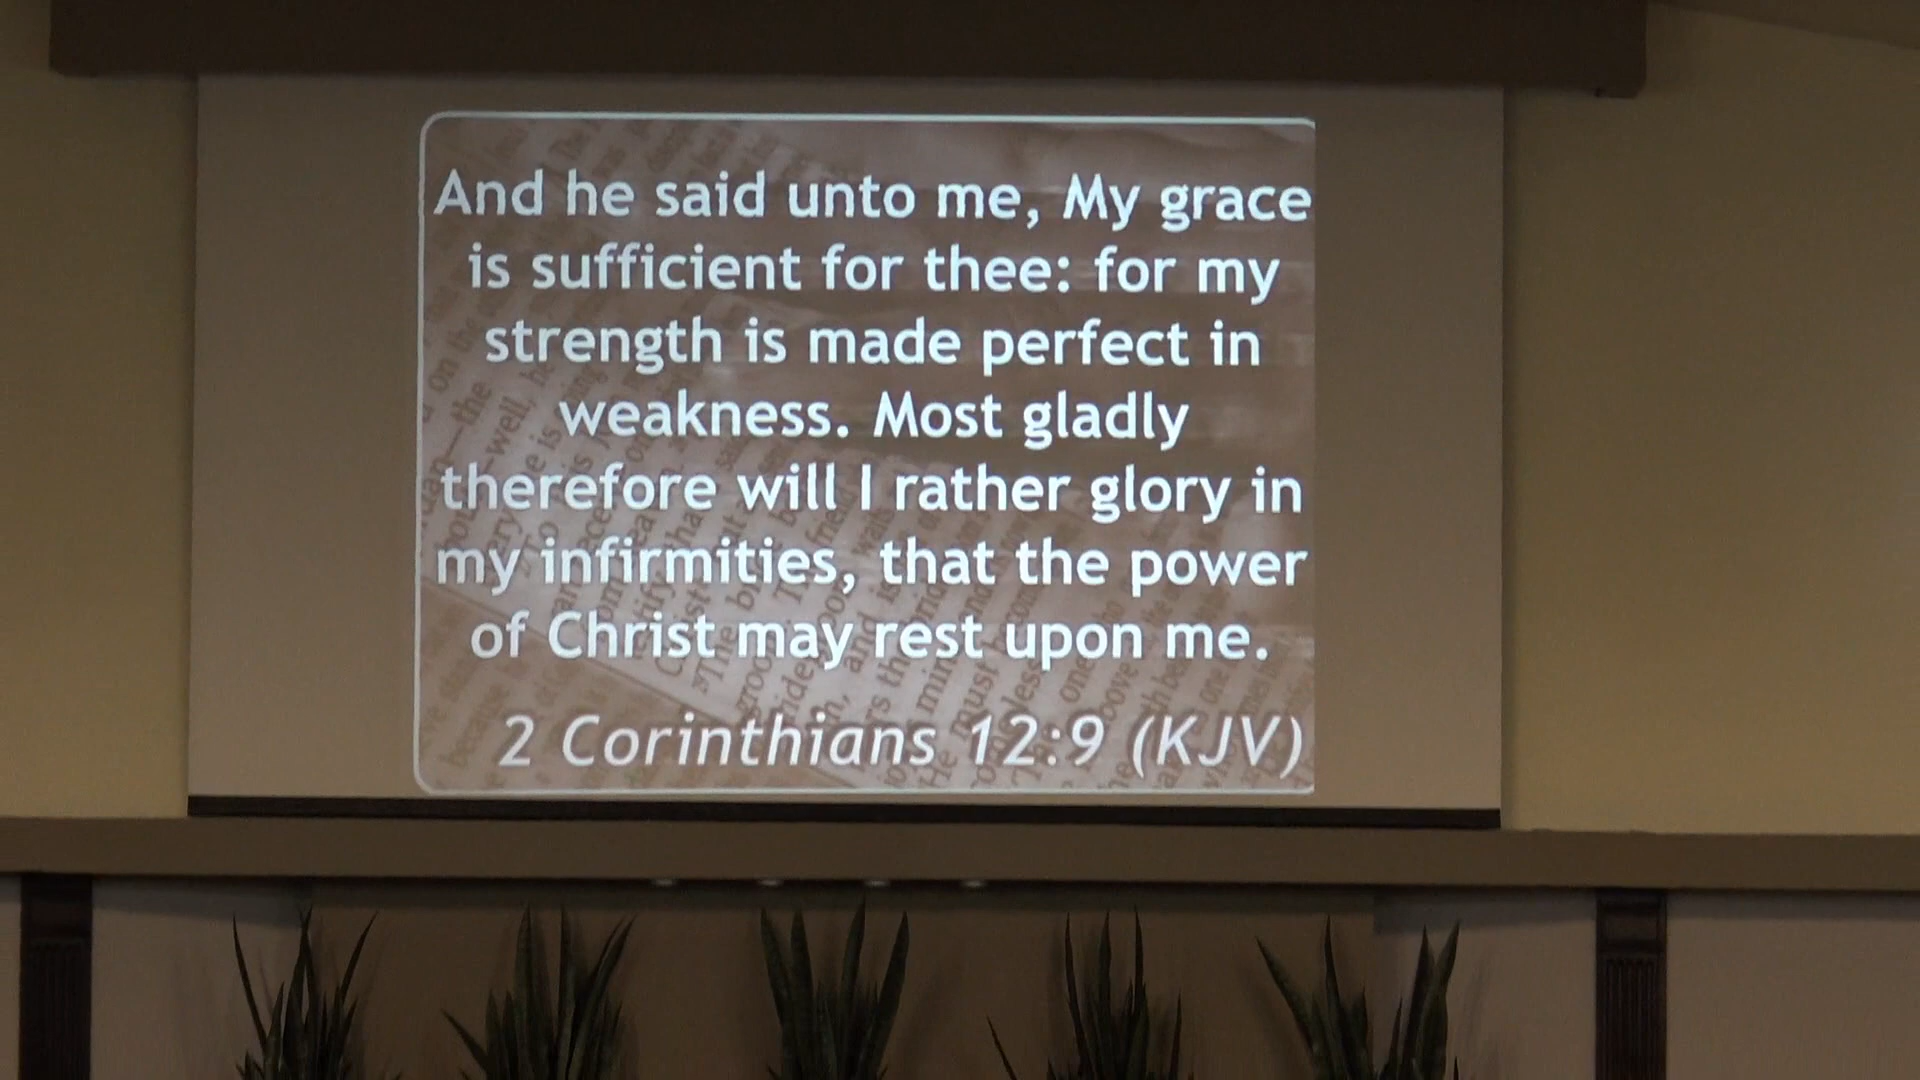 And he said unto me, My grace
is sufficient for thee: for my
strength is made perfect in
weakness. Most gladly
therefore will I rather glory in
my infirmities, that the power
of Christ may rest upon me.
2 Corinthians 12:9 (KJV)